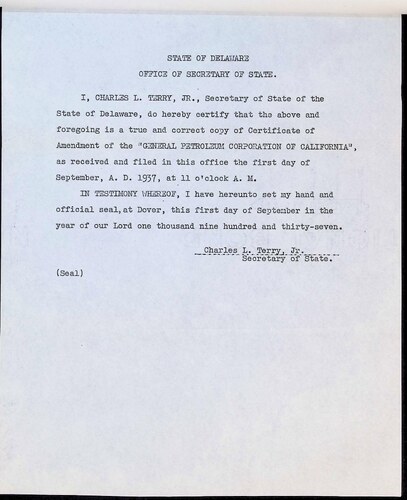 STATE OF DELAWARE
OFFICE OF SECRETARY OF STATE.
I, CHARLES L. TERRY, JR., Secretary of State of the
State of Delaware, do hereby certify that ths above and
foregoing is a true and correct copy of Certificate of
Amendment of the "GENERAL PETROLEUM CORPORATION OF CALIFORNIA",
as received and filed in this office the first day of
September, A. D. 1937, at 11 o'clock A. M.
IN TESTIMONY WHEREOF, I have hereunto set my hand and
official seal, at Dover, this first day of September in the
year of our Lord one thousand nine hundred and thirty-seven.
Charles L. Terry, Jr.
Secretary of State.
(Seal)